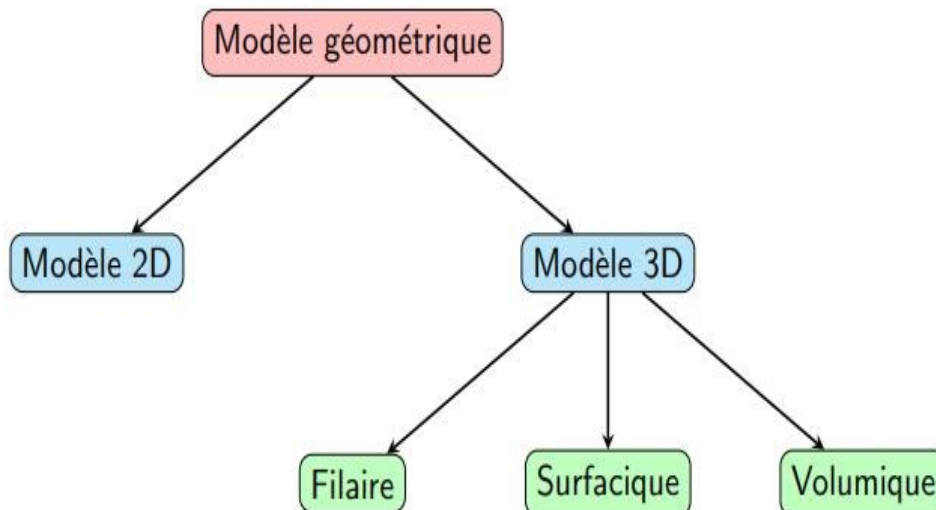 Modèle géométrique
Modèle 2D
Modèle 3D
Filaire
Surfacique
Volumique